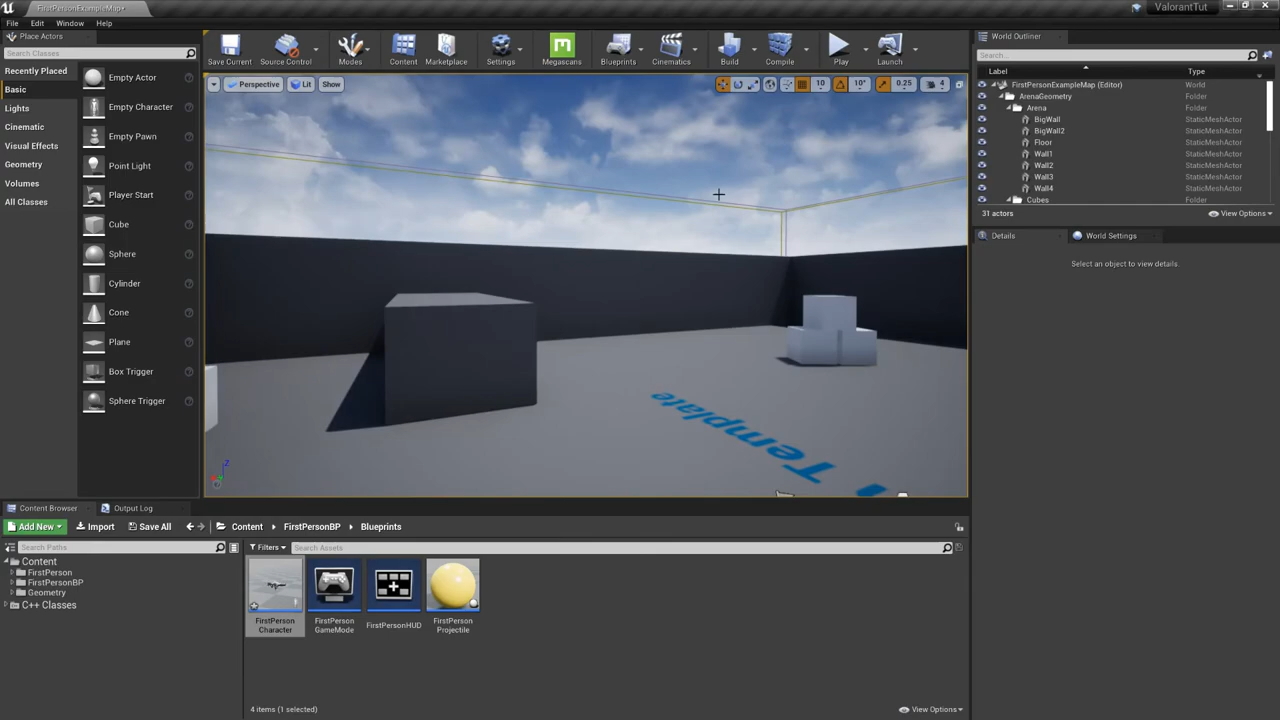 FirstPersonExampleMap*
ValorantTut
File Edit Window Help
Place Actors
Search Classes
Recently Placed
Basic
Lights
Cinematic
Visual Effects
Geometry
Volumes
All Classes
Empty Actor
Empty Character
Empty Pawn
Point Light
Player Start
Cube
Sphere
Cylinder
Cone
Plane
Box Trigger
Sphere Trigger
Save Current
Source Control
Modes
Content
Marketplace
Settings
Megascans
Blueprints
Cinematics
Build
Compile
Play
Launch
Perspective Lit Show
10 10° 0.25 4
Template
Z
World Outliner
Search...
Label Type
FirstPersonExampleMap (Editor) World
ArenaGeometry Folder
Arena Folder
BigWall StaticMeshActor
BigWall2 StaticMeshActor
Floor StaticMeshActor
Wall1 StaticMeshActor
Wall2 StaticMeshActor
Wall3 StaticMeshActor
Wall4 StaticMeshActor
Cubes Folder
31 actors
View Options
Details
World Settings
Select an object to view details.
Content Browser
Output Log
Add New
Import
Save All
Content
FirstPersonBP
Blueprints
Search Paths
Filters
Search Assets
Content
FirstPerson
FirstPersonBP
Geometry
C++ Classes
FirstPerson
Character
FirstPerson
GameMode
FirstPersonHUD
FirstPerson
Projectile
4 items (1 selected)
View Options